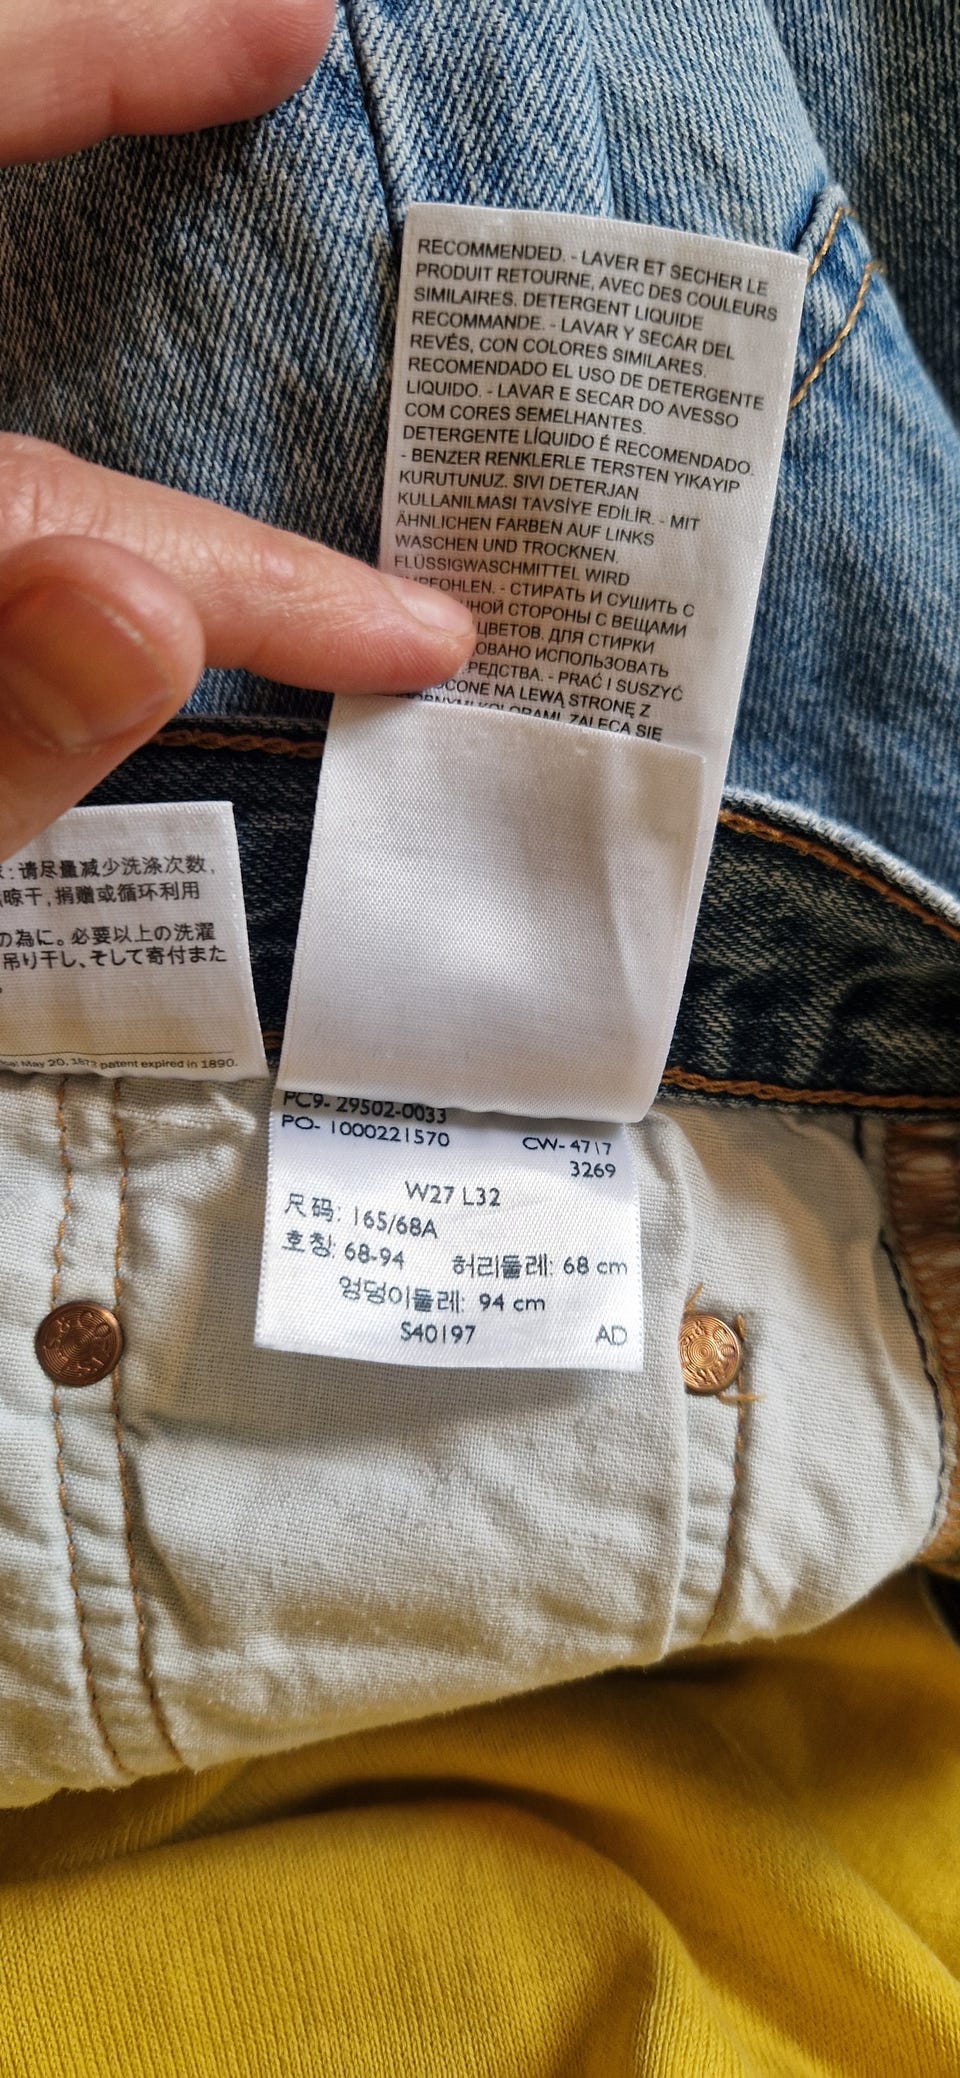 RECOMMENDED. - LAVER ET SECHER LE
PRODUIT RETOURNE, AVEC DES COULEURS
SIMILAIRES. DETERGENT LIQUIDE
RECOMMANDE. - LAVAR Y SECAR DEL
REVÉS, CON COLORES SIMILARES.
RECOMENDADO EL USO DE DETERGENTE
LIQUIDO. - LAVAR E SECAR DO AVESSO
COM CORES SEMELHANTES.
DETERGENTE LÍQUIDO É RECOMENDADO.
- BENZER RENKLERLE TERSTEN YIKAYIP
KURUTUNUZ. SIVI DETERJAN
KULLANILMASI TAVSİYE EDİLİR. - MIT
ÄHNLICHEN FARBEN AUF LINKS
WASCHEN UND TROCKNEN.
FLÜSSIGWASCHMITTEL WIRD
- СТИРАТЬ И СУШИТЬ С
СТОРОНЫ С ВЕЩАМИ
ЦВЕТОВ. ДЛЯ СТИРКИ
ИСПОЛЬЗОВАТЬ
- PRAĆ I SUSZYĆ
NA LEWĄ STRONĘ Z
KOLORAMI. ZALECA SIĘ
:请尽量减少洗涤次数,
晾干,捐赠或循环利用
の為に。必要以上の洗濯
吊り干し、そして寄付また
May 20, 1873 patent expired in 1890.
PC9- 29502-0033
PO- 1000221570
CW- 4717
3269
W27 L32
尺码: 165/68A
호칭: 68-94 허리둘레: 68 cm
엉덩이둘레: 94 cm
S40197 AD